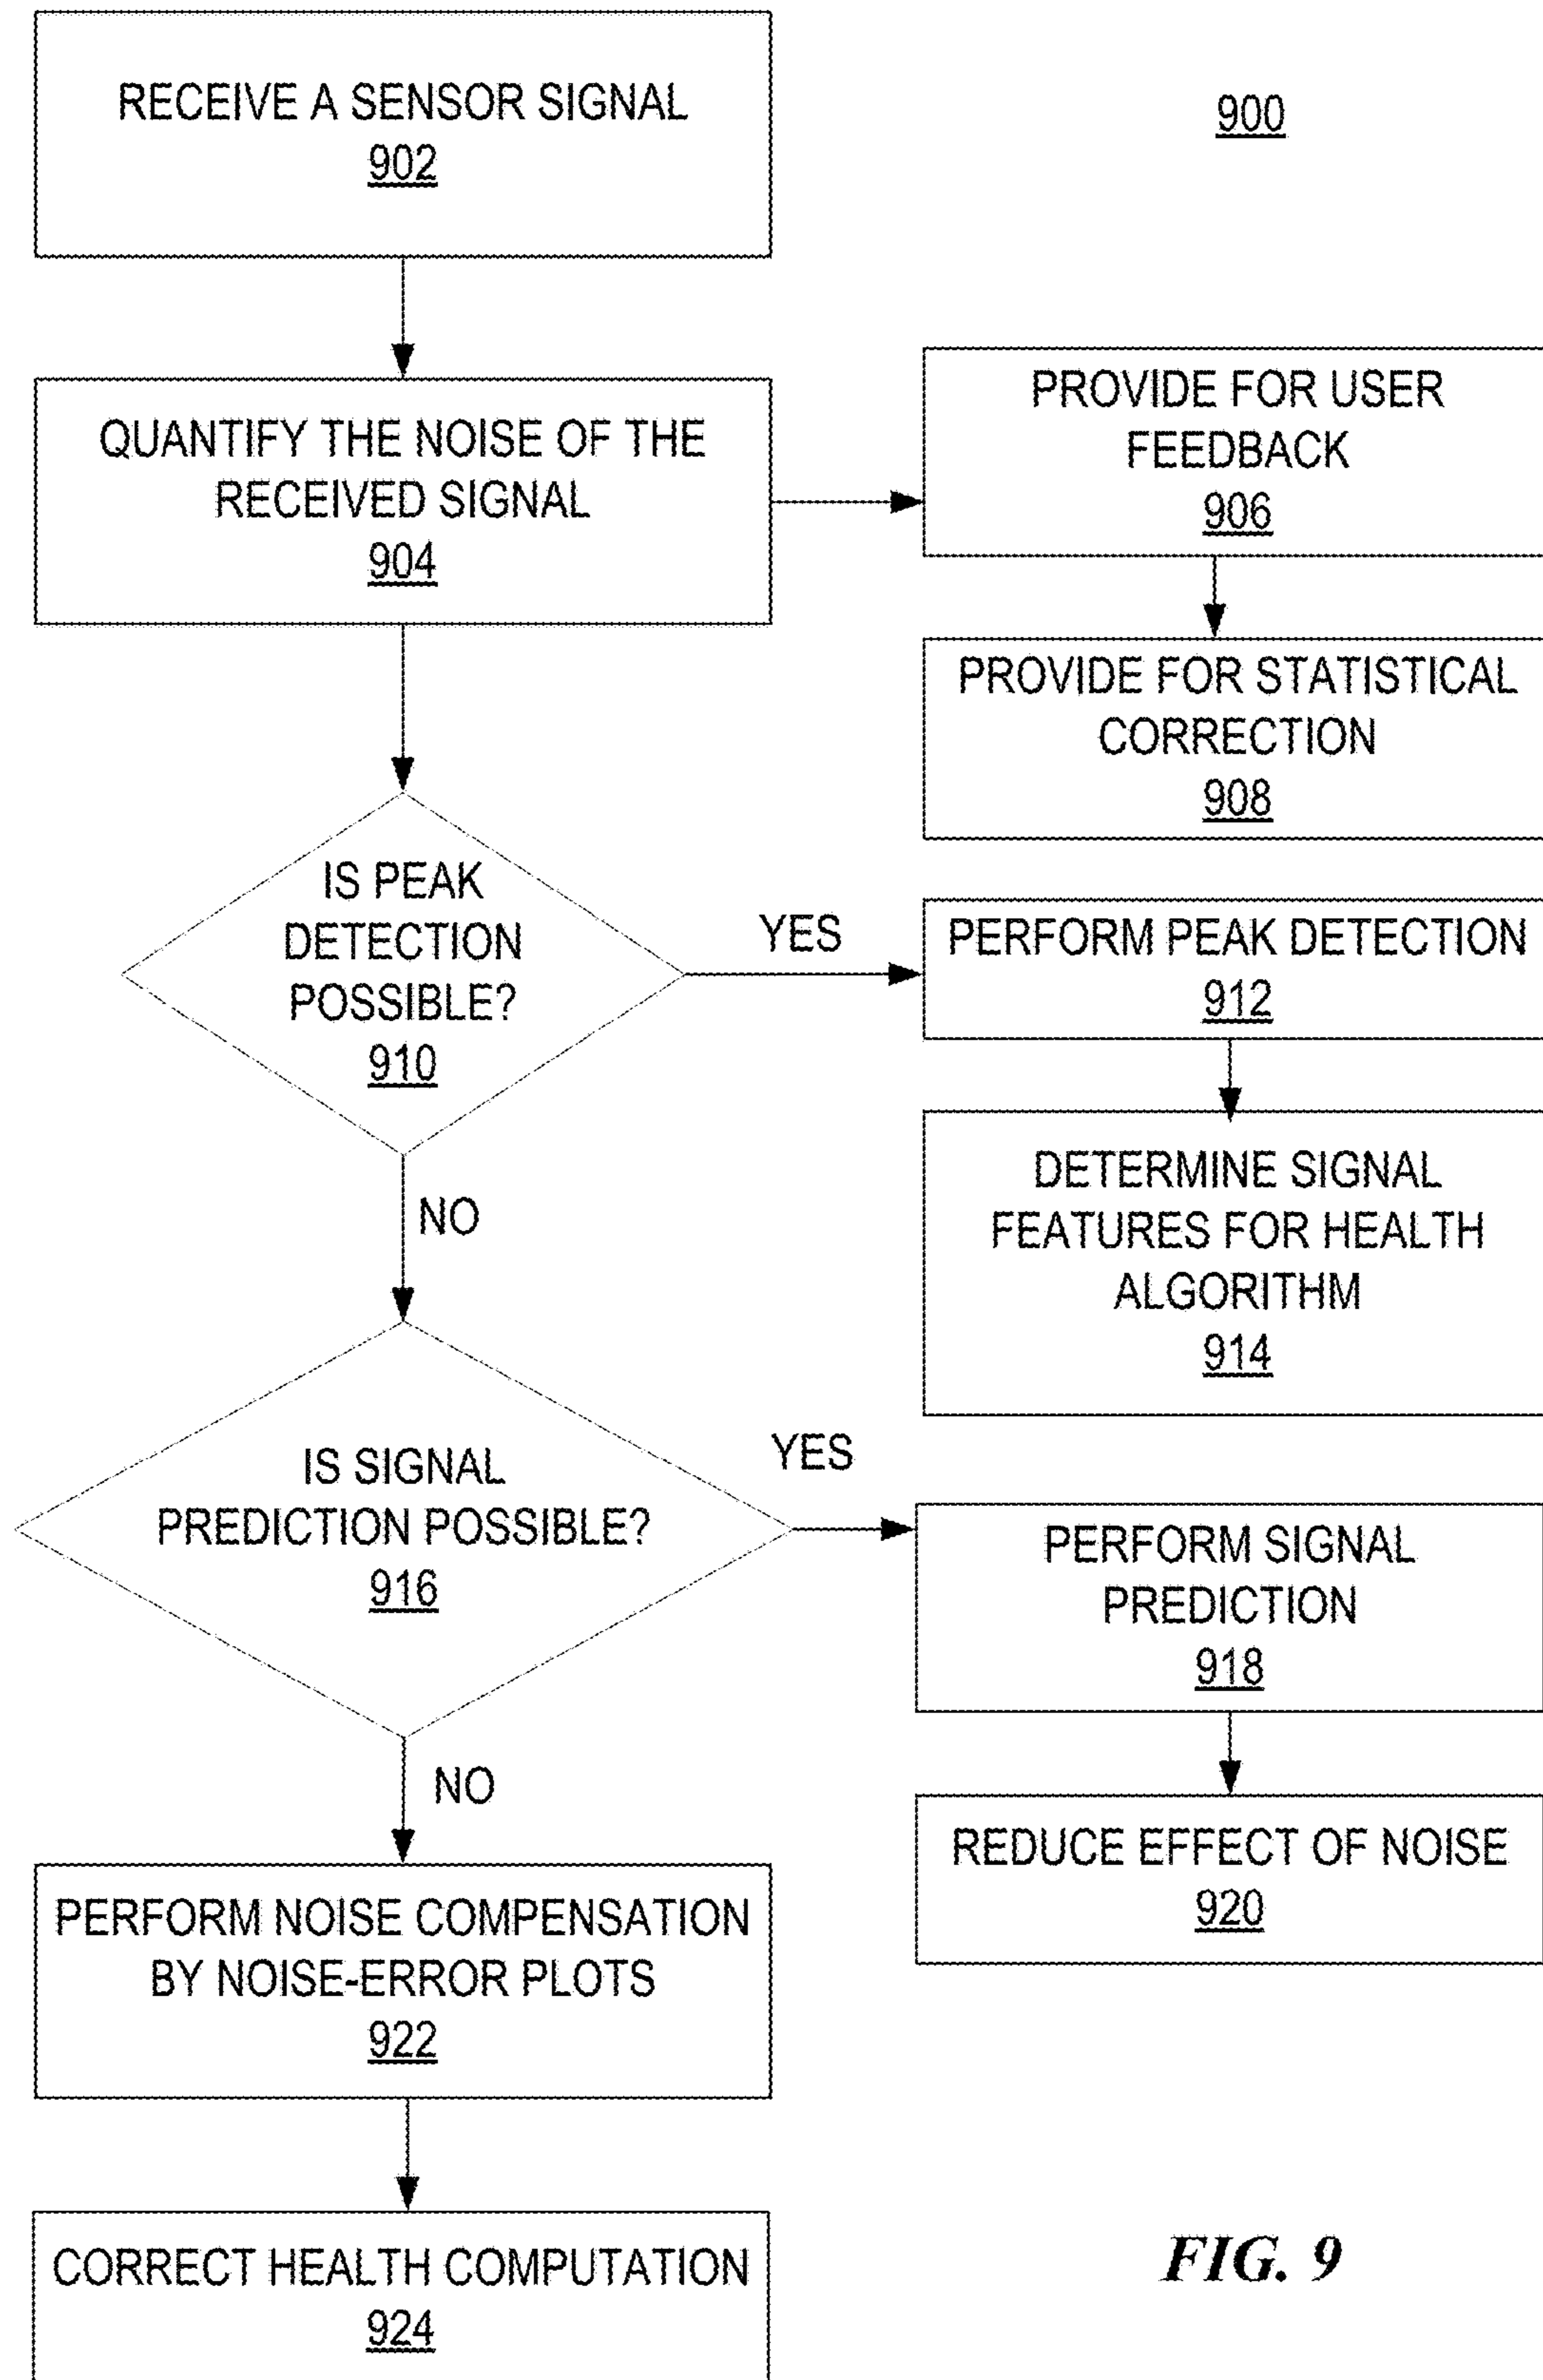 RECEIVE A SENSOR SIGNAL
902
900
QUANTIFY THE NOISE OF THE
RECEIVED SIGNAL
904
PROVIDE FOR USER
FEEDBACK
906
PROVIDE FOR STATISTICAL
CORRECTION
908
IS PEAK
DETECTION
POSSIBLE?
910
YES
PERFORM PEAK DETECTION
912
DETERMINE SIGNAL
FEATURES FOR HEALTH
ALGORITHM
914
NO
IS SIGNAL
PREDICTION POSSIBLE?
916
YES
PERFORM SIGNAL
PREDICTION
918
REDUCE EFFECT OF NOISE
920
NO
PERFORM NOISE COMPENSATION
BY NOISE-ERROR PLOTS
922
CORRECT HEALTH COMPUTATION
924
FIG. 9